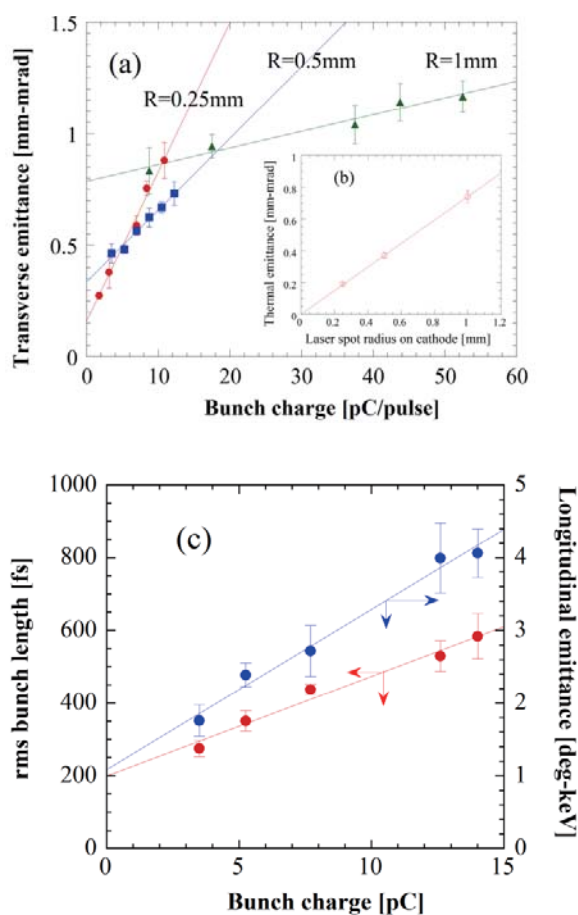 1.5
(a)
R=0.5mm
R=1mm
R=0.25mm
1
0.5
0
Transverse emittance [mm-mrad]
1
(b)
0.8
0.6
0.4
0.2
0
0 0.2 0.4 0.6 0.8 1 1.2
Thermal emittance [mm-mrad]
Laser spot radius on cathode [mm]
0 10 20 30 40 50 60
Bunch charge [pC/pulse]
1000 5
(c)
800 4
600 3
400 2
200 1
0 0
rms bunch length [fs]
Longitudinal emittance
[deg-keV]
0 5 10 15
Bunch charge [pC]